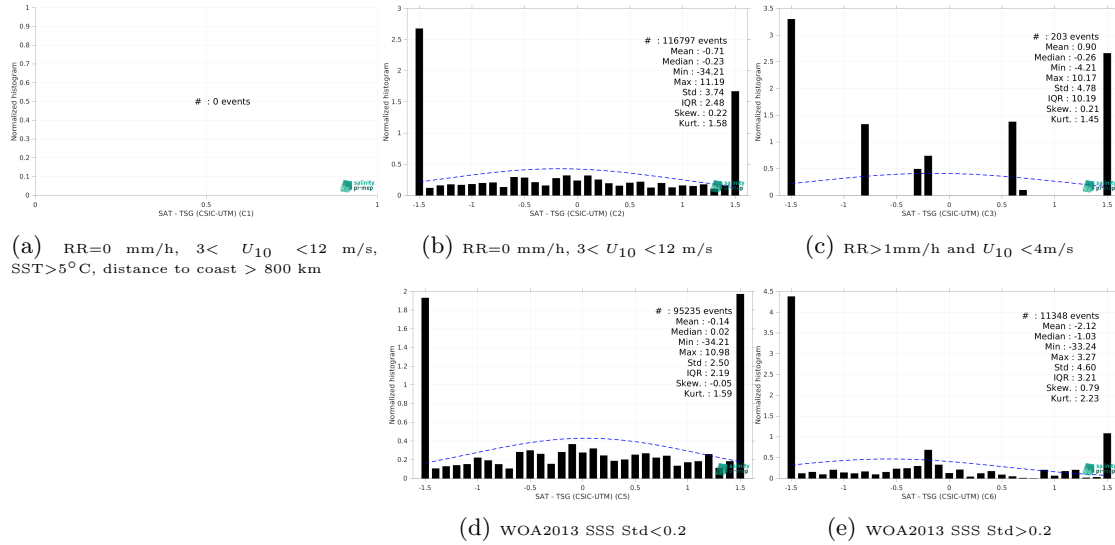 1
0.9
0.8
0.7
0.6
0.5
0.4
0.3
0.2
0.1
0
Normalized histogram
# : 0 events
salinity
pi-mep
0 0.5 1
SAT - TSG (CSIC-UTM) (C1)
(a) RR=0 mm/h, 3< U10 <12 m/s,
SST>5°C, distance to coast > 800 km
3
2.5
2
1.5
1
0.5
0
Normalized histogram
# : 116797 events
Mean : -0.71
Median : -0.23
Min : -34.21
Max : 11.19
Std : 3.74
IQR : 2.48
Skew. : 0.22
Kurt. : 1.58
-1.5 -1 -0.5 0 0.5 1 1.5
SAT - TSG (CSIC-UTM) (C2)
(b) RR=0 mm/h, 3< U10 <12 m/s
3.5
3
2.5
2
1.5
1
0.5
0
Normalized histogram
# : 203 events
Mean : 0.90
Median : -0.26
Min : -4.21
Max : 10.17
Std : 4.78
IQR : 10.19
Skew. : 0.21
Kurt. : 1.45
-1.5 -1 -0.5 0 0.5 1 1.5
SAT - TSG (CSIC-UTM) (C3)
(c) RR>1mm/h and U10 <4m/s
2
1.8
1.6
1.4
1.2
1
0.8
0.6
0.4
0.2
0
Normalized histogram
# : 95235 events
Mean : -0.14
Median : 0.02
Min : -34.21
Max : 10.98
Std : 2.50
IQR : 2.19
Skew. : -0.05
Kurt. : 1.59
-1.5 -1 -0.5 0 0.5 1 1.5
SAT - TSG (CSIC-UTM) (C5)
(d) WOA2013 SSS Std<0.2
4.5
4
3.5
3
2.5
2
1.5
1
0.5
0
Normalized histogram
# : 11348 events
Mean : -2.12
Median : -1.03
Min : -33.24
Max : 3.27
Std : 4.60
IQR : 3.21
Skew. : 0.79
Kurt. : 2.23
-1.5 -1 -0.5 0 0.5 1 1.5
SAT - TSG (CSIC-UTM) (C6)
(e) WOA2013 SSS Std>0.2